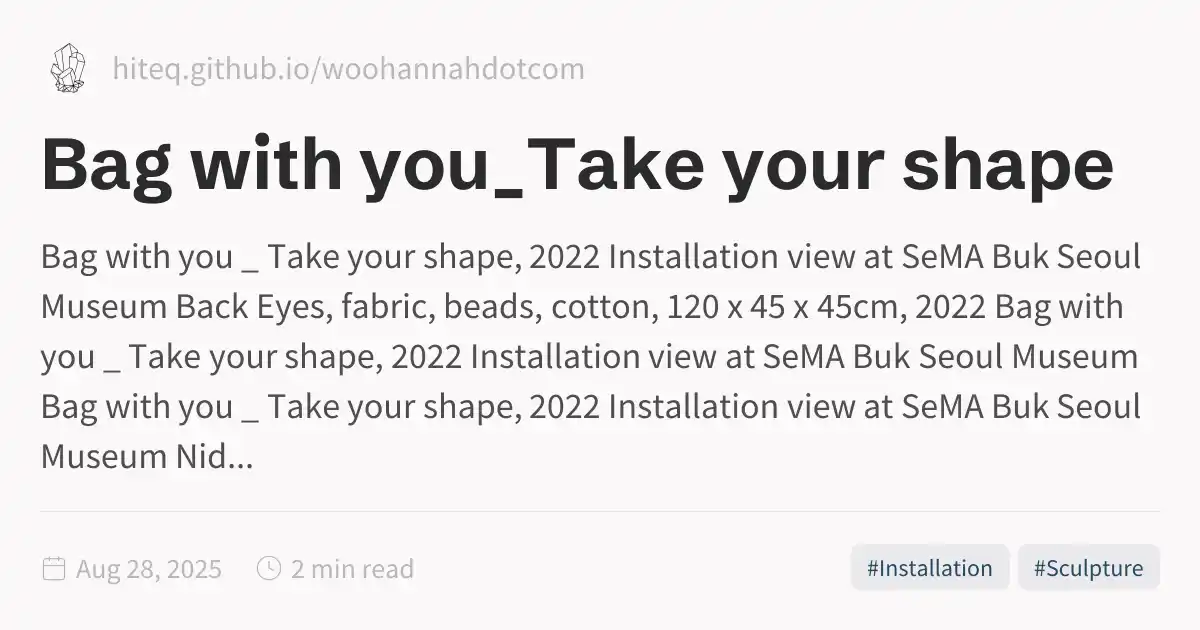 hiteq.github.io/woohannahdotcom
Bag with you_Take your shape
Bag with you _ Take your shape, 2022 Installation view at SeMA Buk Seoul
Museum Back Eyes, fabric, beads, cotton, 120 x 45 x 45cm, 2022 Bag with
you _ Take your shape, 2022 Installation view at SeMA Buk Seoul Museum
Bag with you _ Take your shape, 2022 Installation view at SeMA Buk Seoul
Museum Nid...
Aug 28, 2025 2 min read #Installation #Sculpture